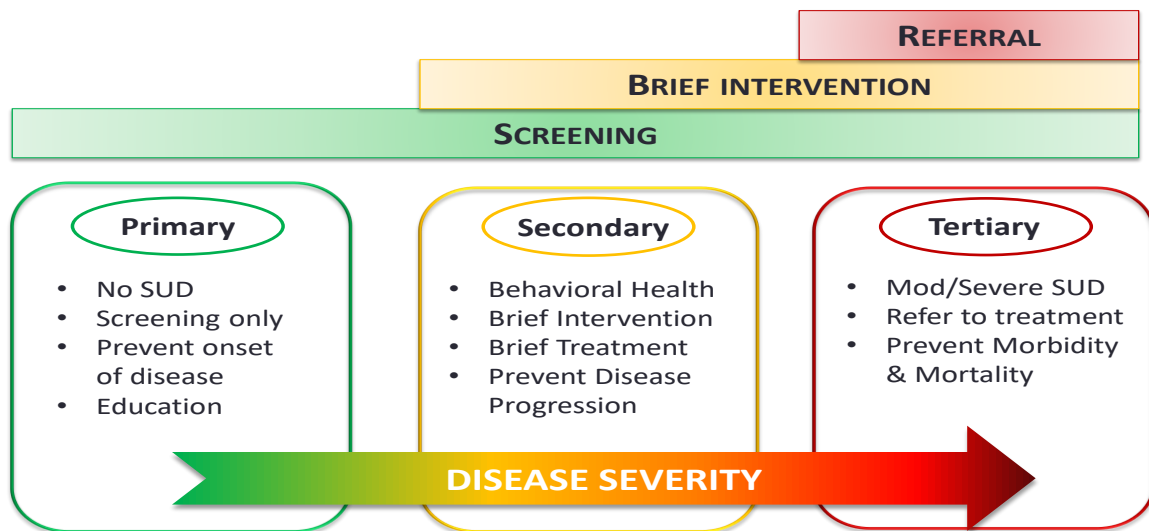 REFERRAL
BRIEF INTERVENTION
SCREENING
Primary
• No SUD
• Screening only
• Prevent onset
of disease
• Education
Secondary
• Behavioral Health
• Brief Intervention
• Brief Treatment
• Prevent Disease
Progression
Tertiary
• Mod/Severe SUD
• Refer to treatment
• Prevent Morbidity
& Mortality
DISEASE SEVERITY